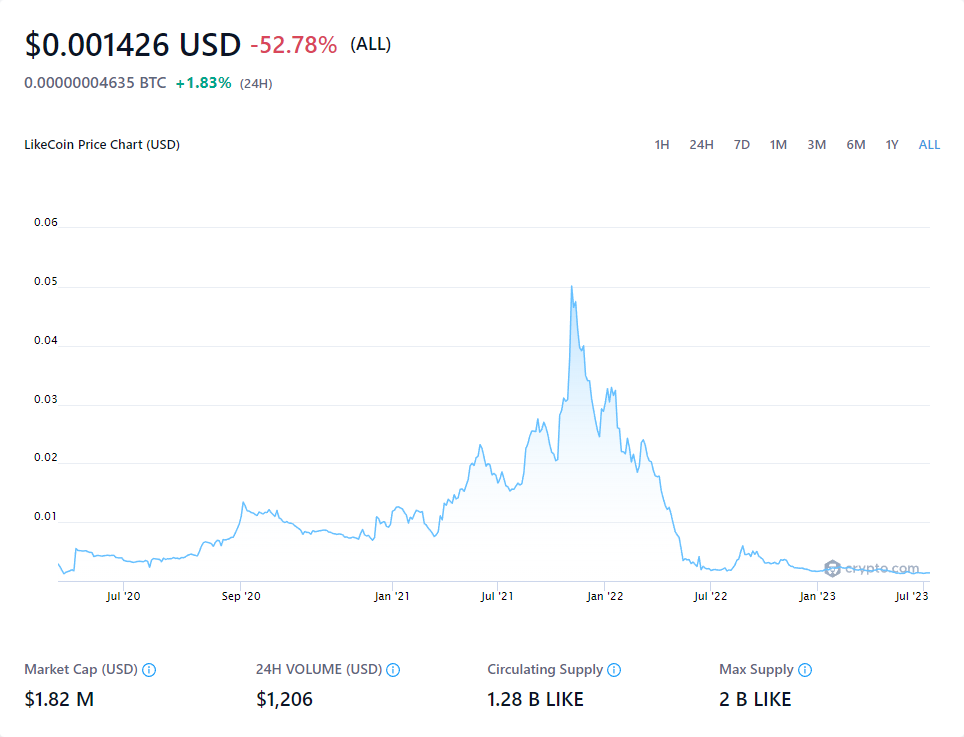 $0.001426 USD -52.78% (ALL)
0.00000004635 BTC +1.83% (24H)
LikeCoin Price Chart (USD) 1H 24H 7D 1M 3M 6M 1Y ALL
0.06
0.05
0.04
0.03
0.02
0.01
crypto.com
Jul '20 Sep '20 Jan '21 Jul '21 Jan '22 Jul '22 Jan '23 Jul '23
Market Cap (USD) 24H VOLUME (USD) Circulating Supply Max Supply
$1.82 M $1,206 1.28 B LIKE 2 B LIKE